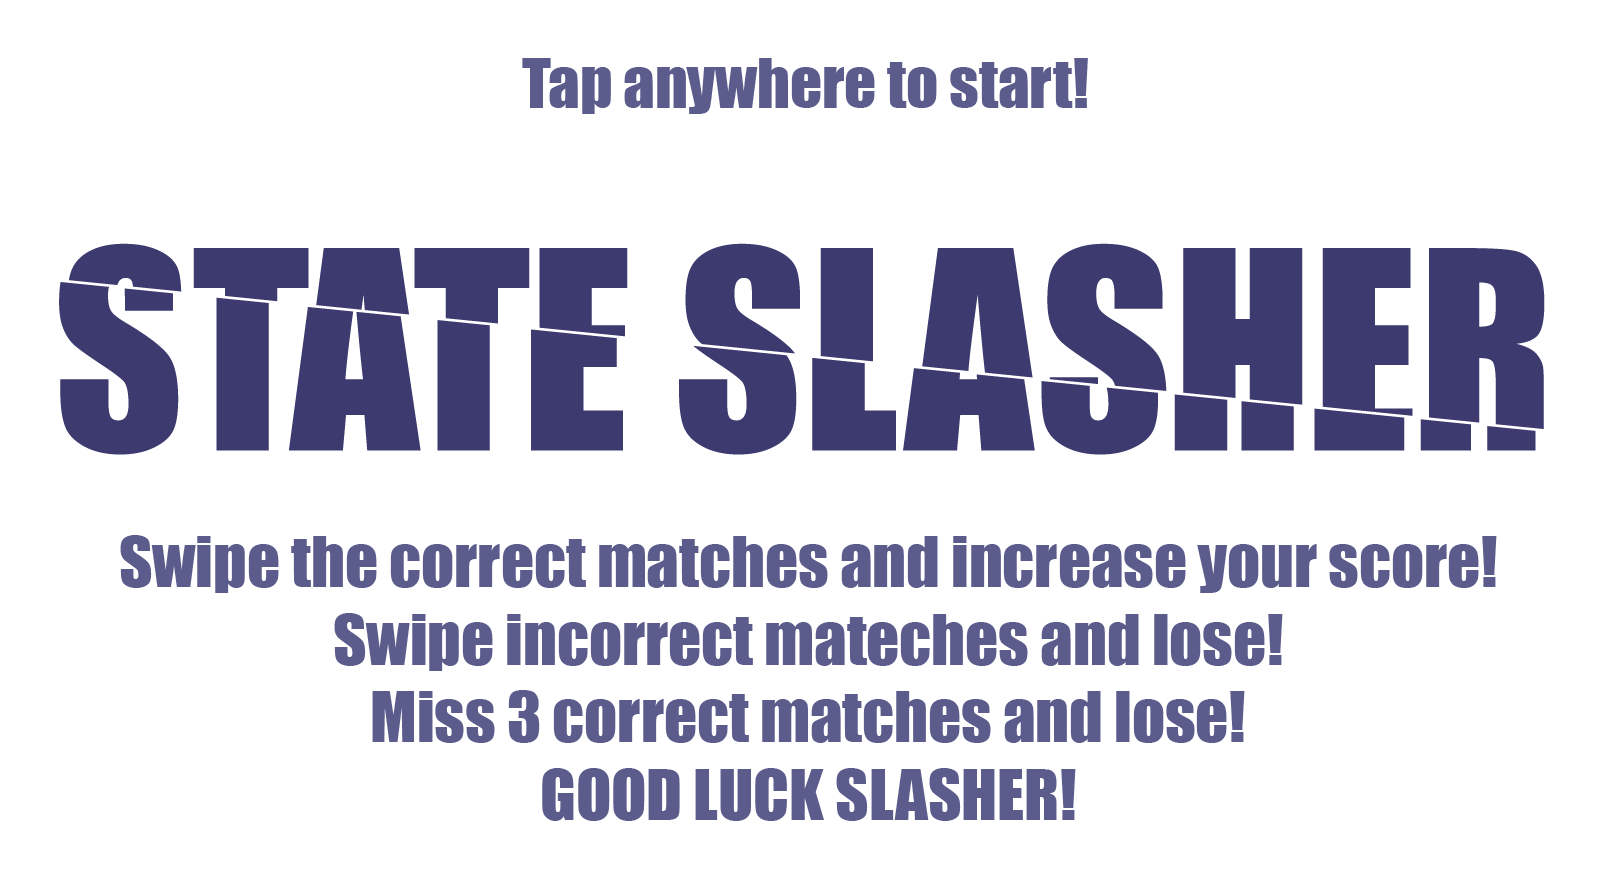 Tap anywhere to start!
STATE SLASHER
Swipe the correct matches and increase your score!
Swipe incorrect mateches and lose!
Miss 3 correct matches and lose!
GOOD LUCK SLASHER!